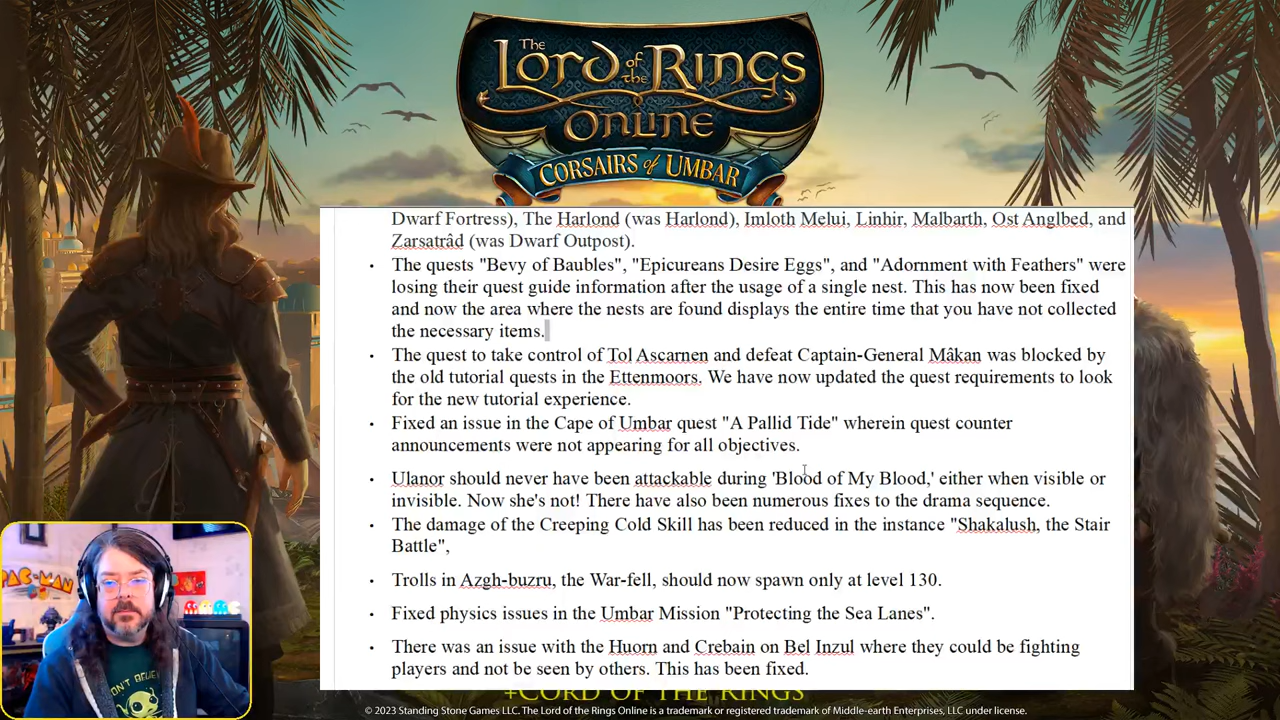 The
Lord of the Rings
Online
CORSAIRS of UMBAR
Dwarf Fortress), The Harlond (was Harlond), Imloth Melui, Linhir, Malbarth, Ost Anglbed, and
Zarsatrâd (was Dwarf Outpost).
• The quests "Bevy of Baubles", "Epicureans Desire Eggs", and "Adornment with Feathers" were
losing their quest guide information after the usage of a single nest. This has now been fixed
and now the area where the nests are found displays the entire time that you have not collected
the necessary items.
• The quest to take control of Tol Ascarnen and defeat Captain-General Mâkan was blocked by
the old tutorial quests in the Ettenmoors. We have now updated the quest requirements to look
for the new tutorial experience.
• Fixed an issue in the Cape of Umbar quest "A Pallid Tide" wherein quest counter
announcements were not appearing for all objectives.
• Ulanor should never have been attackable during 'Blood of My Blood,' either when visible or
invisible. Now she's not! There have also been numerous fixes to the drama sequence.
• The damage of the Creeping Cold Skill has been reduced in the instance "Shakalush, the Stair
Battle",
• Trolls in Azgh-buzru, the War-fell, should now spawn only at level 130.
• Fixed physics issues in the Umbar Mission "Protecting the Sea Lanes".
• There was an issue with the Huorn and Crebain on Bel Inzul where they could be fighting
players and not be seen by others. This has been fixed.
PAC-MAN
+CORD OF THE RINGS
© 2023 Standing Stone Games LLC. The Lord of the Rings Online is a trademark or registered trademark of Middle-earth Enterprises, LLC under license.